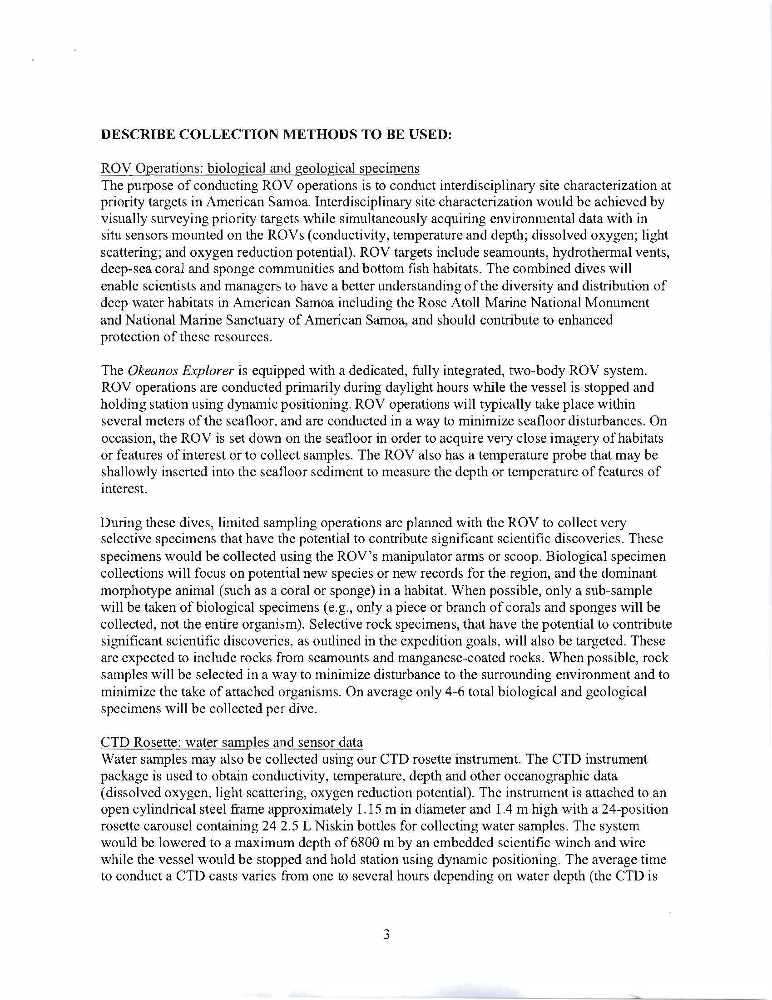 DESCRIBE COLLECTION METHODS TO BE USED:
ROV Operations: biological and geological specimens
The purpose of conducting ROV operations is to conduct interdisciplinary site characterization at
priority targets in American Samoa. Interdisciplinary site characterization would be achieved by
visually surveying priority targets while simultaneously acquiring environmental data with in
situ sensors mounted on the ROVs (conductivity, temperature and depth; dissolved oxygen; light
scattering; and oxygen reduction potential). ROV targets include seamounts, hydrothermal vents,
deep-sea coral and sponge communities and bottom fish habitats. The combined dives will
enable scientists and managers to have a better understanding of the diversity and distribution of
deep water habitats in American Samoa including the Rose Atoll Marine National Monument
and National Marine Sanctuary of American Samoa, and should contribute to enhanced
protection of these resources.
The Okeanos Explorer is equipped with a dedicated, fully integrated, two-body ROV system.
ROV operations are conducted primarily during daylight hours while the vessel is stopped and
holding station using dynamic positioning. ROV operations will typically take place within
several meters of the seafloor, and are conducted in a way to minimize seafloor disturbances. On
occasion, the ROV is set down on the seafloor in order to acquire very close imagery of habitats
or features of interest or to collect samples. The ROV also has a temperature probe that may be
shallowly inserted into the seafloor sediment to measure the depth or temperature of features of
interest.
During these dives, limited sampling operations are planned with the ROV to collect very
selective specimens that have the potential to contribute significant scientific discoveries. These
specimens would be collected using the ROV's manipulator arms or scoop. Biological specimen
collections will focus on potential new species or new records for the region, and the dominant
morphotype animal (such as a coral or sponge) in a habitat. When possible, only a sub-sample
will be taken of biological specimens (e.g., only a piece or branch of corals and sponges will be
collected, not the entire organism). Selective rock specimens, that have the potential to contribute
significant scientific discoveries, as outlined in the expedition goals, will also be targeted. These
are expected to include rocks from seamounts and manganese-coated rocks. When possible, rock
samples will be selected in a way to minimize disturbance to the surrounding environment and to
minimize the take of attached organisms. On average only 4-6 total biological and geological
specimens will be collected per dive.
CTD Rosette: water samples and sensor data
Water samples may also be collected using our CTD rosette instrument. The CTD instrument
package is used to obtain conductivity, temperature, depth and other oceanographic data
(dissolved oxygen, light scattering, oxygen reduction potential). The instrument is attached to an
open cylindrical steel frame approximately 1.15 m in diameter and 1.4 m high with a 24-position
rosette carousel containing 24 2.5 L Niskin bottles for collecting water samples. The system
would be lowered to a maximum depth of 6800 m by an embedded scientific winch and wire
while the vessel would be stopped and hold station using dynamic positioning. The average time
to conduct a CTD casts varies from one to several hours depending on water depth (the CTD is
3